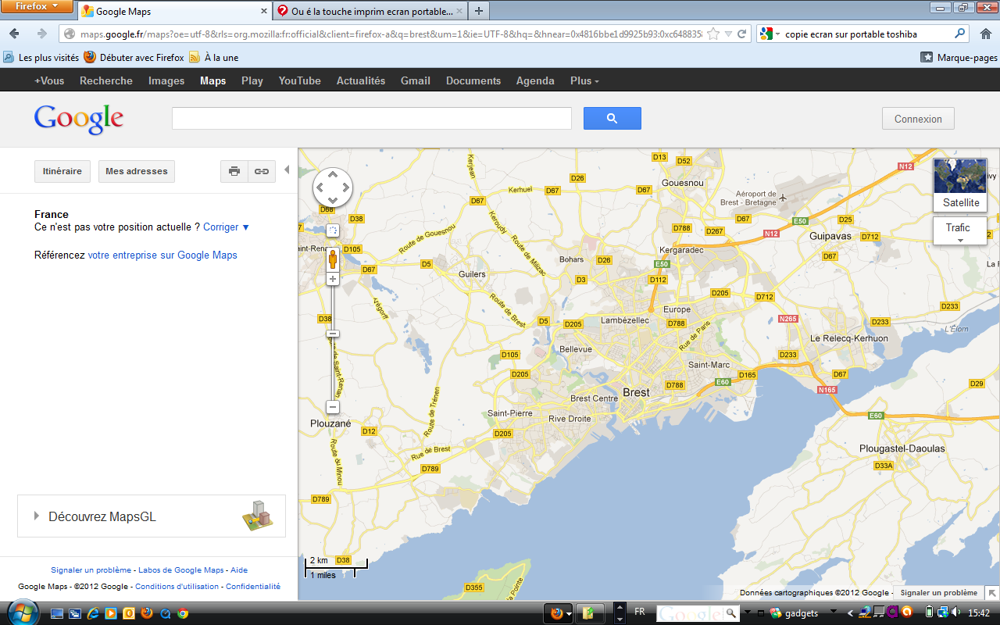 Firefox
Google Maps
Ou é la touche imprim ecran portable...
maps.google.fr/maps?oe=utf-8&rls=org.mozilla:fr:official&client=firefox-a&q=brest&um=1&ie=UTF-8&hq=&hnear=0x4816bbe1d9925b93:0xc648835
copie ecran sur portable toshiba
Les plus visités
Débuter avec Firefox
À la une
Marque-pages
+Vous Recherche Images Maps Play YouTube Actualités Gmail Documents Agenda Plus
Google
Connexion
Itinéraire
Mes adresses
France
Ce n'est pas votre position actuelle ? Corriger ▼
Référencez votre entreprise sur Google Maps
Découvrez MapsGL
Signaler un problème - Labos de Google Maps - Aide
Google Maps - ©2012 Google - Conditions d'utilisation - Confidentialité
Kerjean
D13
D52
N12
D26
Gouesnou
Kerhuel
D67
D67
D67
Aéroport de
Brest - Bretagne
Satellite
D67
D68
D38
Keroudy
D67
E50
D25
Trafic
Route de Gouesnou
D788
D267
N12
Guipavas
D712
D105
Route de Milizac
Kergaradec
D67
Bohars
D26
D5
E50
D67
Guilers
D3
D112
D205
D712
Arégorff
Route de Brest
Europe
D233
D38
D5
D205
Lambézellec
D788
N265
D233
Rue de Paris
L'Élorn
Le Relecq-Kerhuon
Bellevue
D105
D233
Saint-Marc
D205
D165
D67
E60
D29
D788
N165
Brest
Brest Centre
Route de Trénen
Saint-Pierre
Rive Droite
E60
Plouzané
D12
D205
Plougastel-Daoulas
Rue de Brest
Route du Minou
D33A
D789
D789
2 km
D38
1 miles
D355
Données cartographiques ©2012 Google -
Signaler un problème
FR
Google
gadgets
15:42